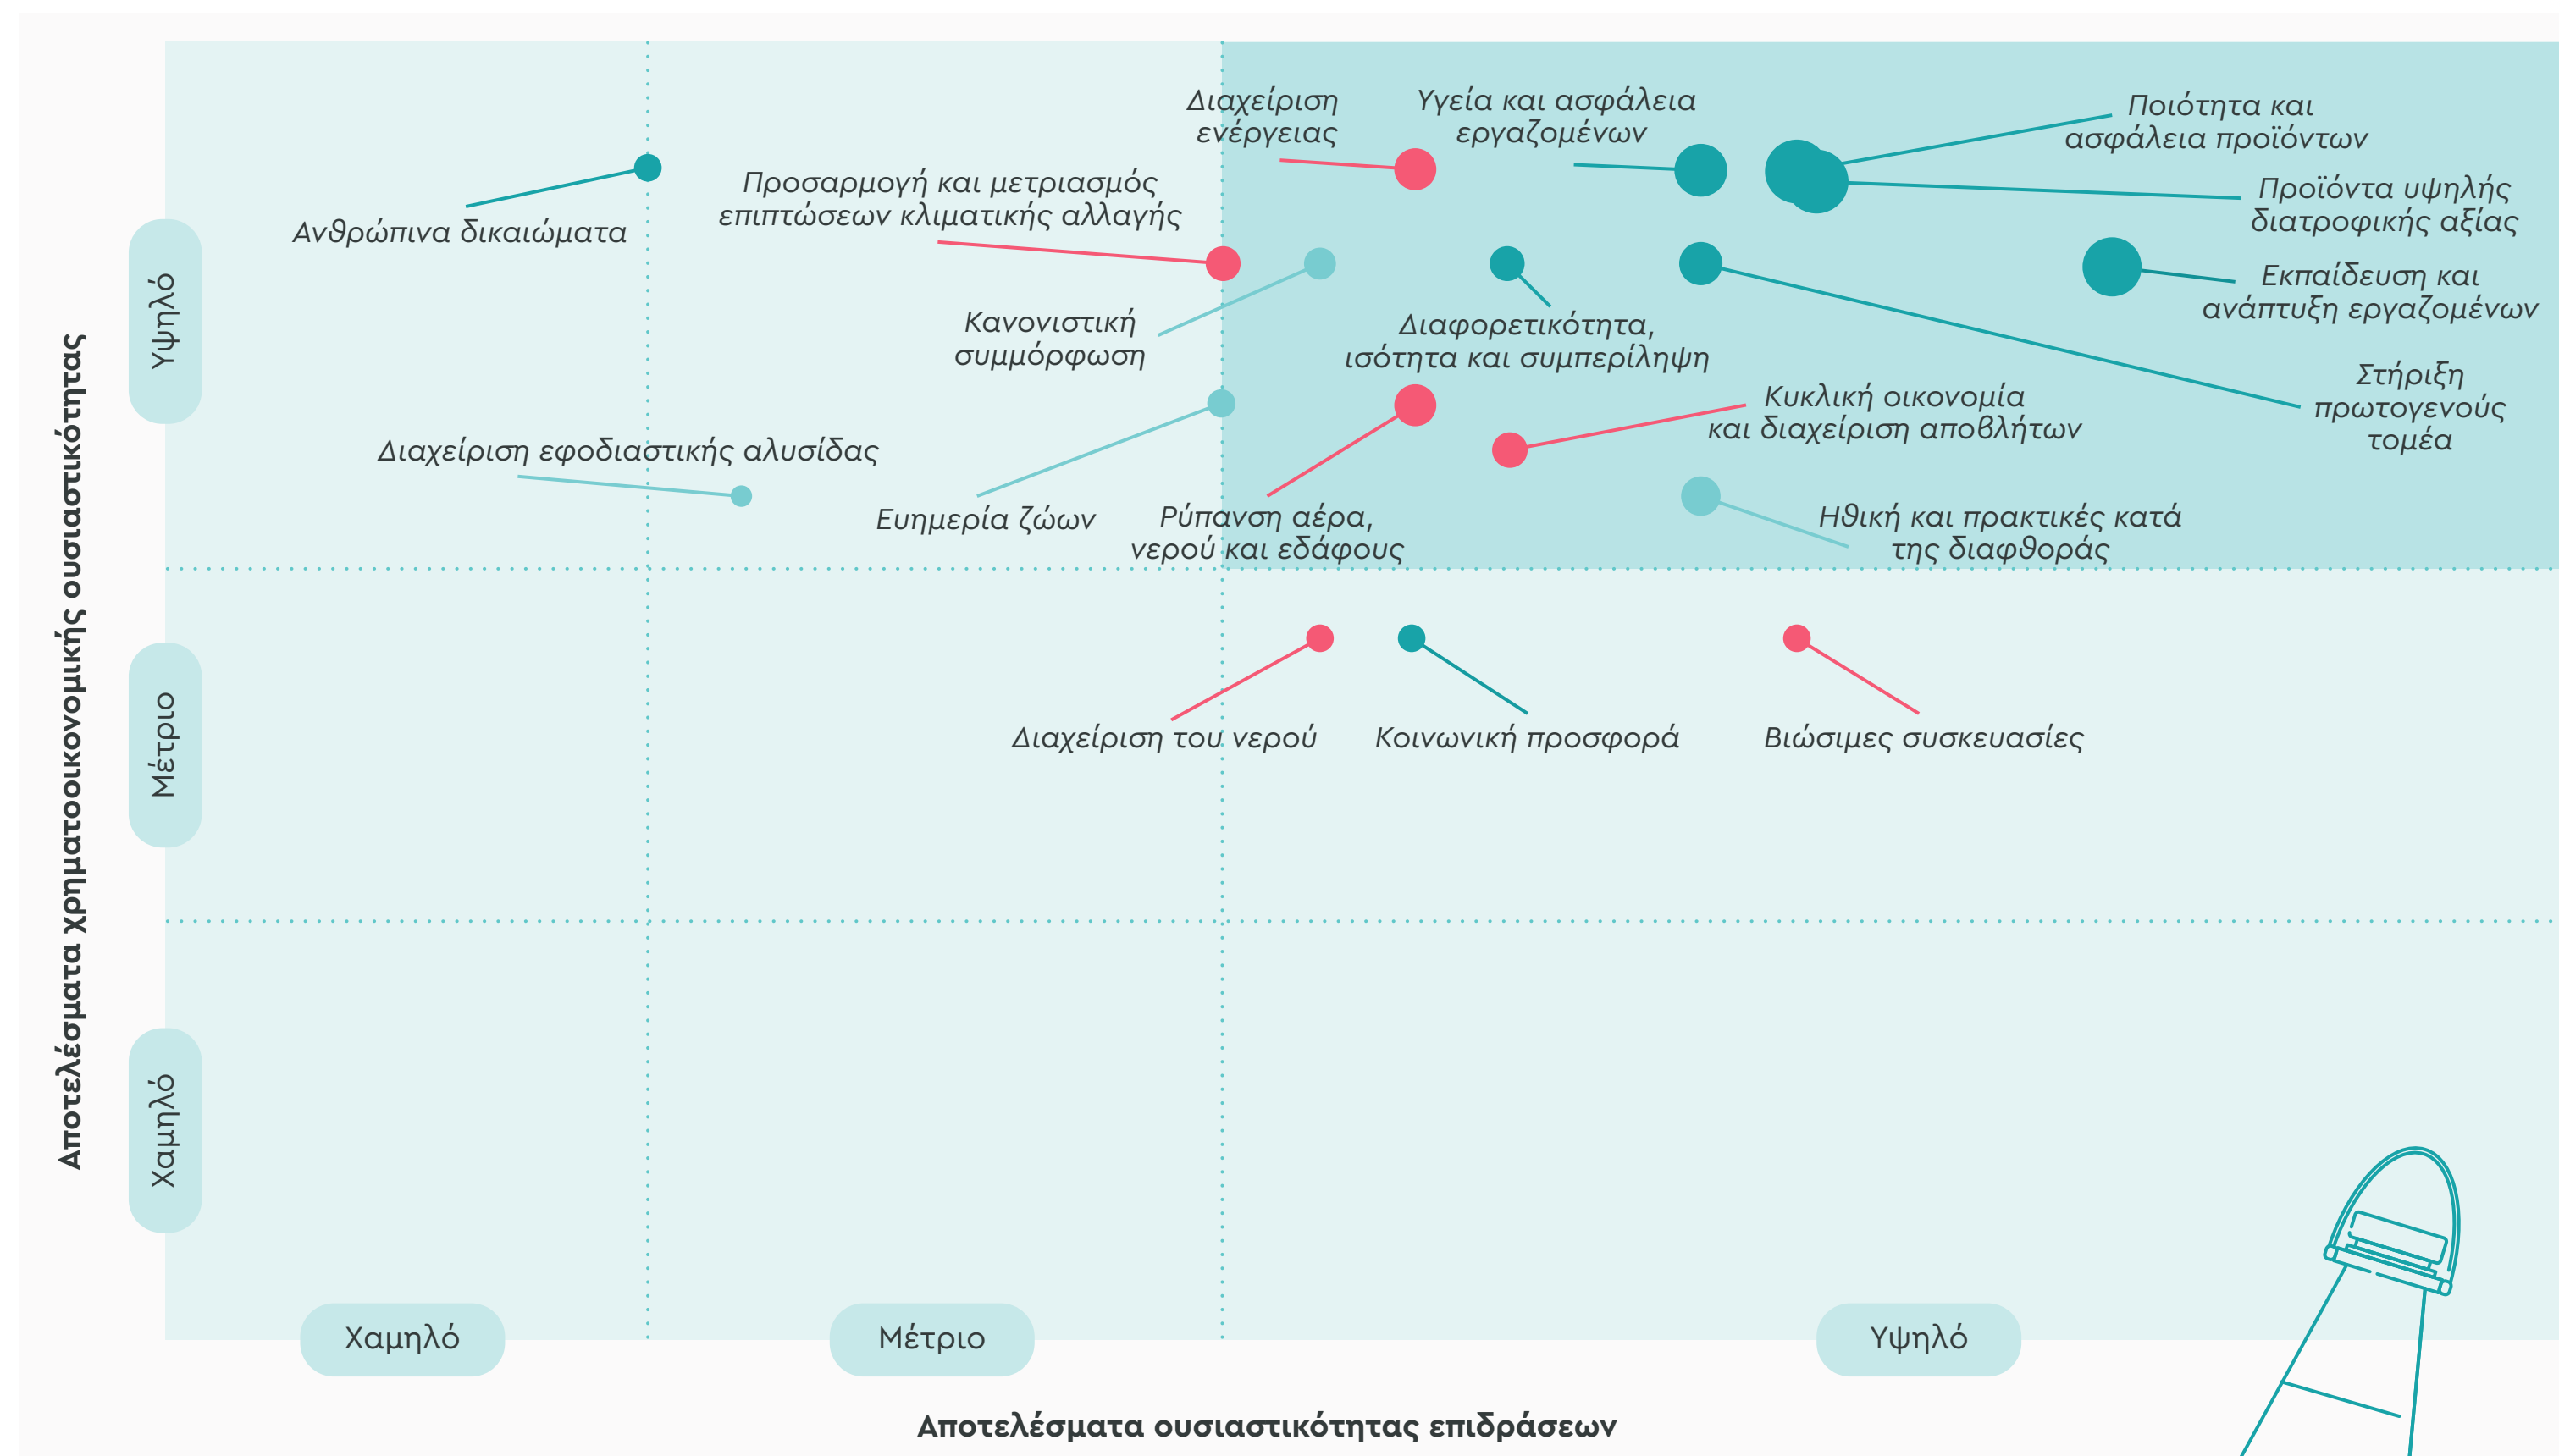 Διαχείριση
ενέργειας
Υγεία και ασφάλεια
εργαζομένων
Ποιότητα και
ασφάλεια προϊόντων
Προσαρμογή και μετριασμός
επιπτώσεων κλιματικής αλλαγής
Ανθρώπινα δικαιώματα
Προϊόντα υψηλής
διατροφικής αξίας
Εκπαίδευση και
ανάπτυξη εργαζομένων
Κανονιστική
συμμόρφωση
Διαφορετικότητα,
ισότητα και συμπερίληψη
Στήριξη
πρωτογενούς
τομέα
Κυκλική οικονομία
και διαχείριση αποβλήτων
Διαχείριση εφοδιαστικής αλυσίδας
Ευημερία ζώων
Ρύπανση αέρα,
νερού και εδάφους
Ηθική και πρακτικές κατά
της διαφθοράς
Διαχείριση του νερού
Κοινωνική προσφορά
Βιώσιμες συσκευασίες
Αποτελέσματα χρηματοοικονομικής ουσιαστικότητας
Υψηλό
Μέτριο
Χαμηλό
Χαμηλό
Μέτριο
Υψηλό
Αποτελέσματα ουσιαστικότητας επιδράσεων